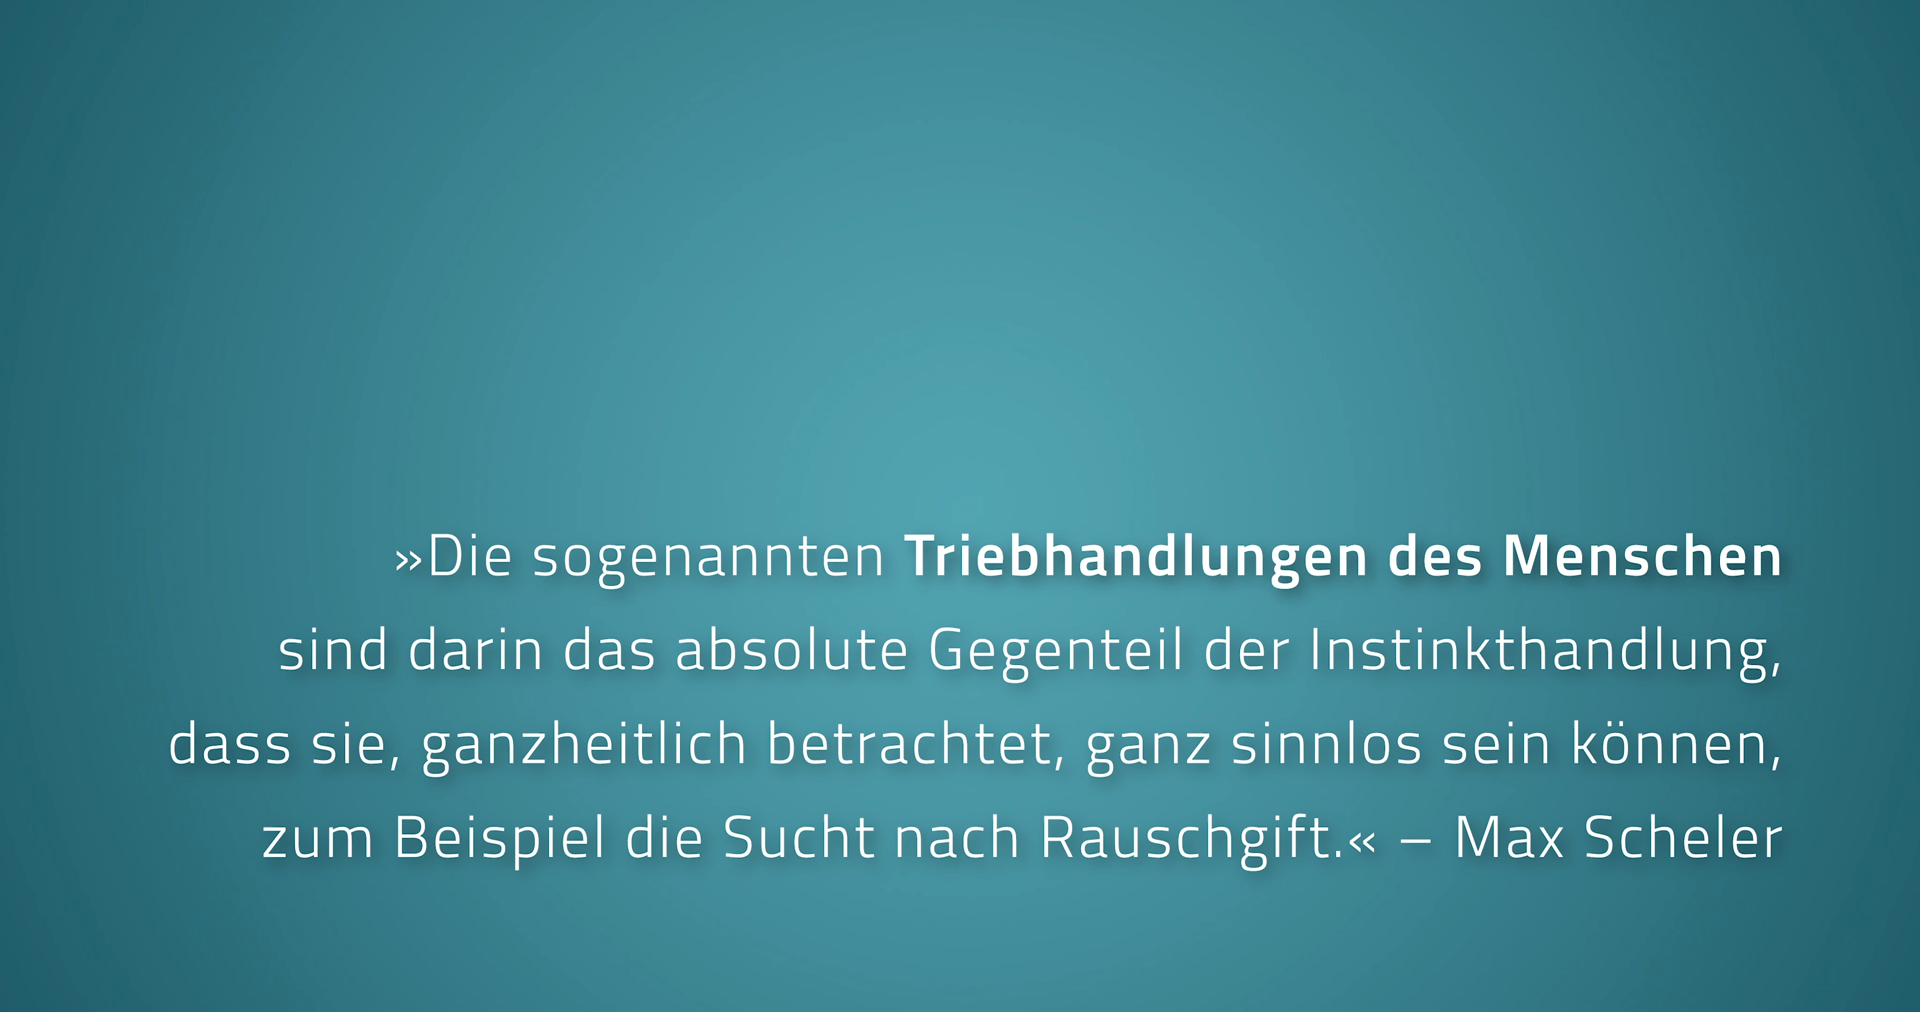 »Die sogenannten Triebhandlungen des Menschen
sind darin das absolute Gegenteil der Instinkthandlung,
dass sie, ganzheitlich betrachtet, ganz sinnlos sein können,
zum Beispiel die Sucht nach Rauschgift.« – Max Scheler